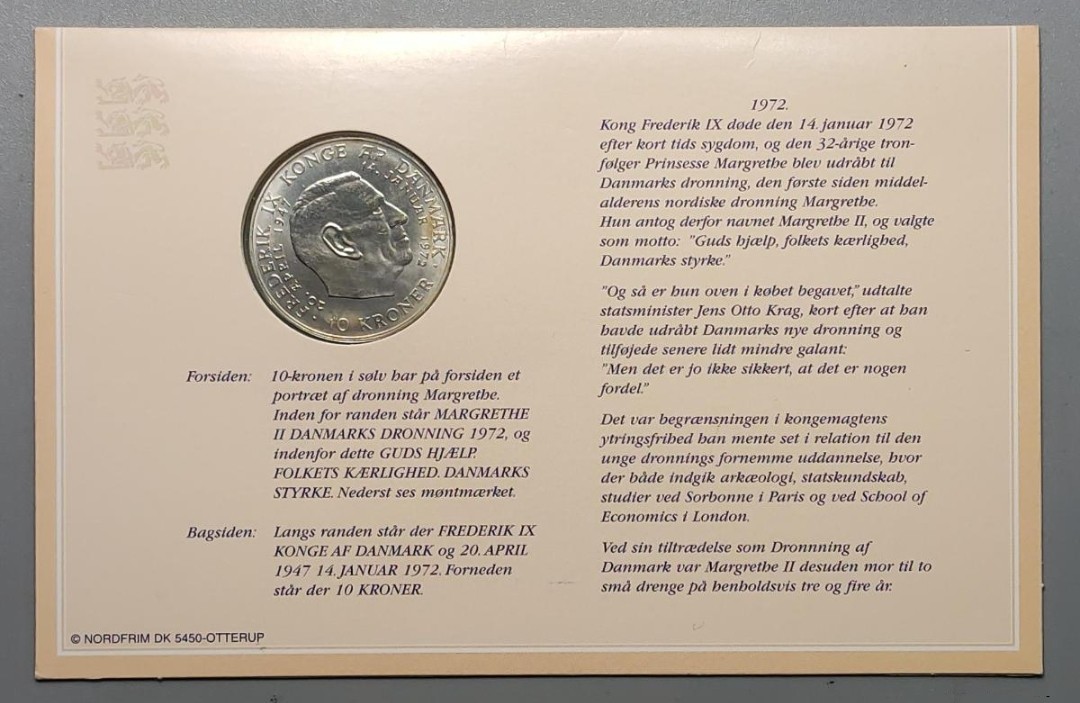 FREDERIK IX KONGE AF DANMARK
20. APRIL 1947
14. JANUAR 1972
10 KRONER
Forsiden: 10-kronen i sølv har på forsiden et
portræt af dronning Margrethe.
Inden for randen står MARGRETHE
II DANMARKS DRONNING 1972, og
indenfor dette GUDS HJÆLP.
FOLKETS KÆRLIGHED. DANMARKS
STYRKE. Nederst ses møntmærket.
Bagsiden: Langs randen står der FREDERIK IX
KONGE AF DANMARK og 20. APRIL
1947 14. JANUAR 1972. Forneden
står der 10 KRONER.
© NORDFRIM DK 5450-OTTERUP
1972.
Kong Frederik IX døde den 14. januar 1972
efter kort tids sygdom, og den 32-årige tron-
følger Prinsesse Margrethe blev udråbt til
Danmarks dronning, den første siden middel-
alderens nordiske dronning Margrethe.
Hun antog derfor navnet Margrethe II, og valgte
som motto: "Guds hjælp, folkets kærlighed,
Danmarks styrke."
"Og så er hun oven i købet begavet," udtalte
statsminister Jens Otto Krag, kort efter at han
havde udråbt Danmarks nye dronning og
tilføjede senere lidt mindre galant:
"Men det er jo ikke sikkert, at det er nogen
fordel."
Det var begrænsningen i kongemagtens
ytringsfrihed han mente set i relation til den
unge dronnings fornemme uddannelse, hvor
der både indgik arkæologi, statskundskab,
studier ved Sorbonne i Paris og ved School of
Economics i London.
Ved sin tiltrædelse som Dronnning af
Danmark var Margrethe II desuden mor til to
små drenge på henholdsvis tre og fire år.